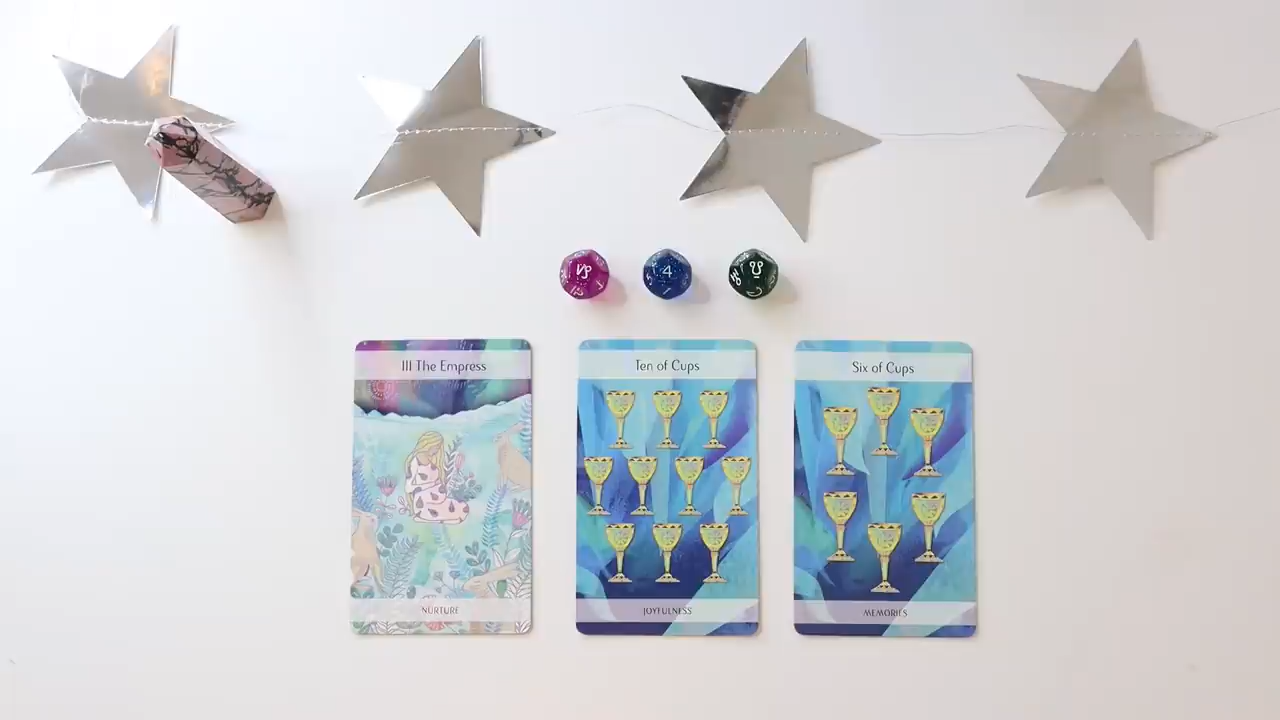 ♑ 4 ☋
III The Empress
Ten of Cups
Six of Cups
NURTURE
JOYFULNESS
MEMORIES